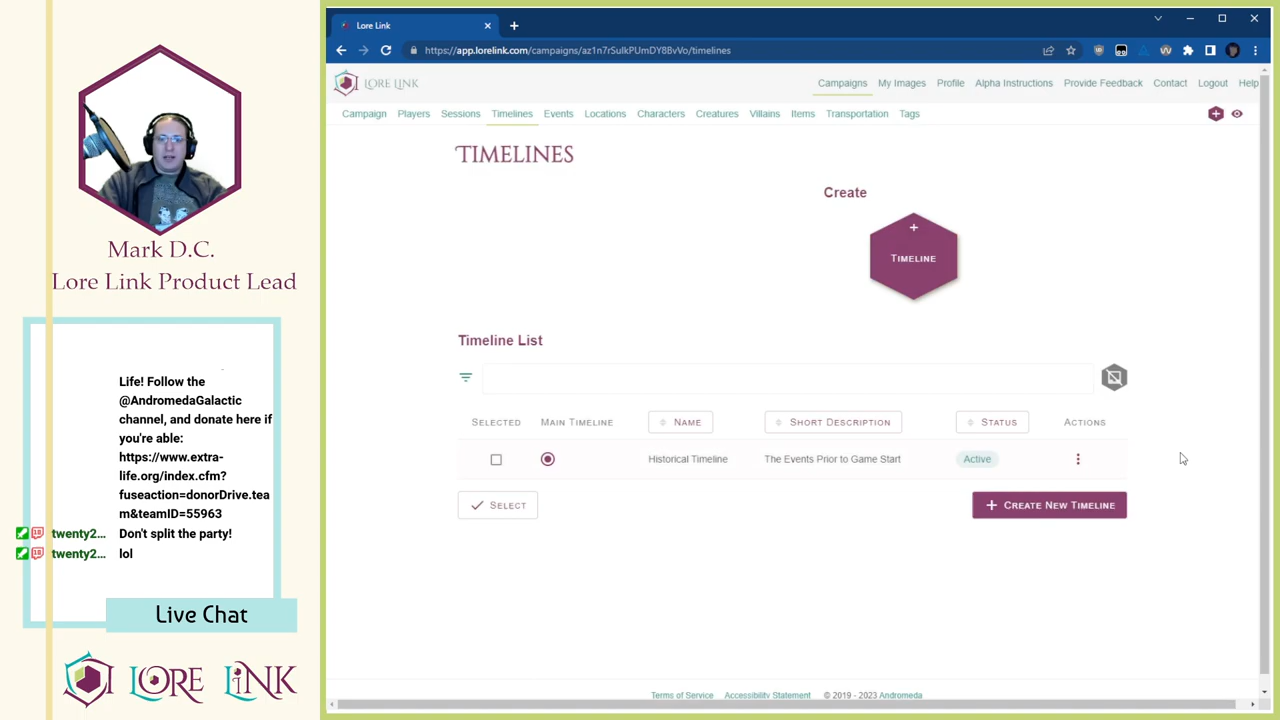 Mark D.C.
Lore Link Product Lead
Life! Follow the
@AndromedaGalactic
channel, and donate here if
you're able:
https://www.extra-
life.org/index.cfm?
fuseaction=donorDrive.tea
m&teamID=55963
twenty2... Don't split the party!
twenty2... lol
Live Chat
LORE LINK
Lore Link
https://app.lorelink.com/campaigns/az1n7rSulkPUmDY8BvVo/timelines
LORE LINK
Campaigns My Images Profile Alpha Instructions Provide Feedback Contact Logout Help
Campaign Players Sessions Timelines Events Locations Characters Creatures Villains Items Transportation Tags
TIMELINES
Create
+
TIMELINE
Timeline List
SELECTED MAIN TIMELINE NAME SHORT DESCRIPTION STATUS ACTIONS
Historical Timeline The Events Prior to Game Start Active
SELECT + CREATE NEW TIMELINE
Terms of Service Accessibility Statement © 2019 - 2023 Andromeda